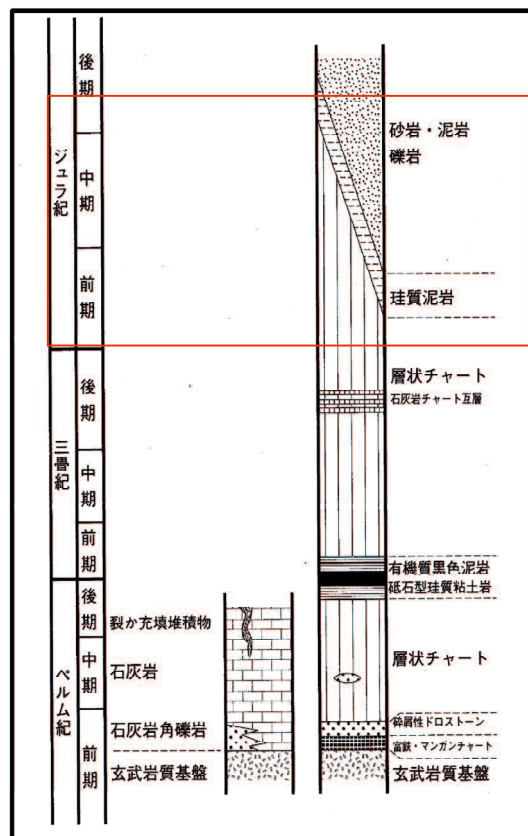 ジュラ紀
後期
中期
前期
三畳紀
後期
中期
前期
ペルム紀
後期
中期
前期
裂か充填堆積物
石灰岩
石灰岩角礫岩
玄武岩質基盤
砂岩・泥岩
礫岩
珪質泥岩
層状チャート
石灰岩チャート互層
有機質黒色泥岩
砥石型珪質粘土岩
層状チャート
砕屑性ドロストーン
富鉄・マンガンチャート
玄武岩質基盤